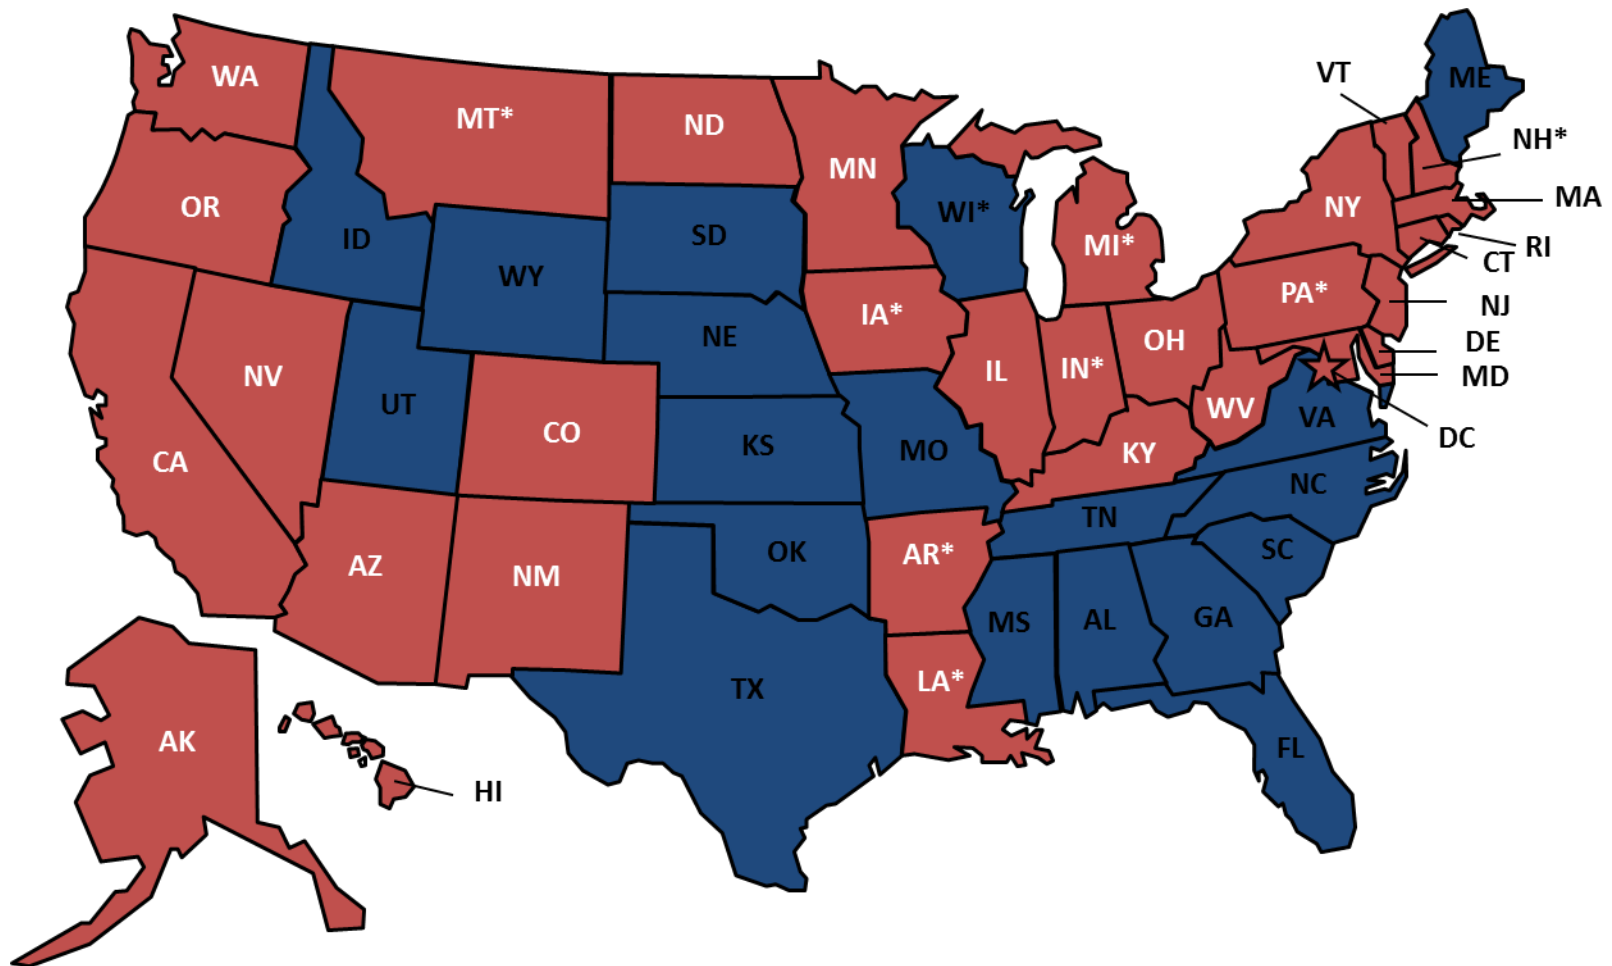 WA
MT*
ND
MN
VT
ME
NH*
MA
RI
CT
OR
ID
WY
SD
WI*
MI*
NY
PA*
NJ
DE
MD
DC
NV
UT
CO
NE
IA*
IL
IN*
OH
WV
VA
CA
KS
MO
KY
NC
TN
SC
AZ
NM
OK
AR*
MS
AL
GA
TX
LA*
FL
AK
HI